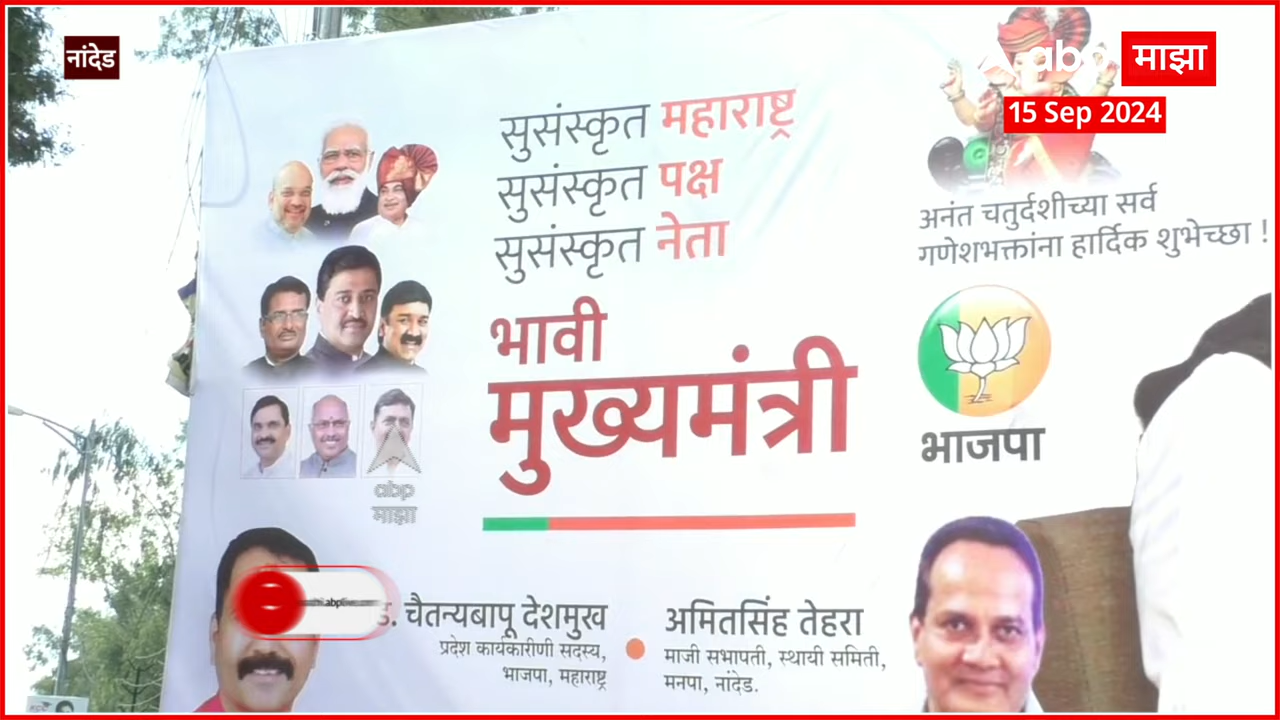 नांदेड
abp माझा
15 Sep 2024
सुसंस्कृत महाराष्ट्र
सुसंस्कृत पक्ष
सुसंस्कृत नेता
भावी
मुख्यमंत्री
अनंत चतुर्दशीच्या सर्व
गणेशभक्तांना हार्दिक शुभेच्छा !
भाजपा
abp
माझा
चैतन्यबापू देशमुख
प्रदेश कार्यकारीणी सदस्य,
भाजपा, महाराष्ट्र
अमितसिंह तेहरा
माजी सभापती, स्थायी समिती,
मनपा, नांदेड.